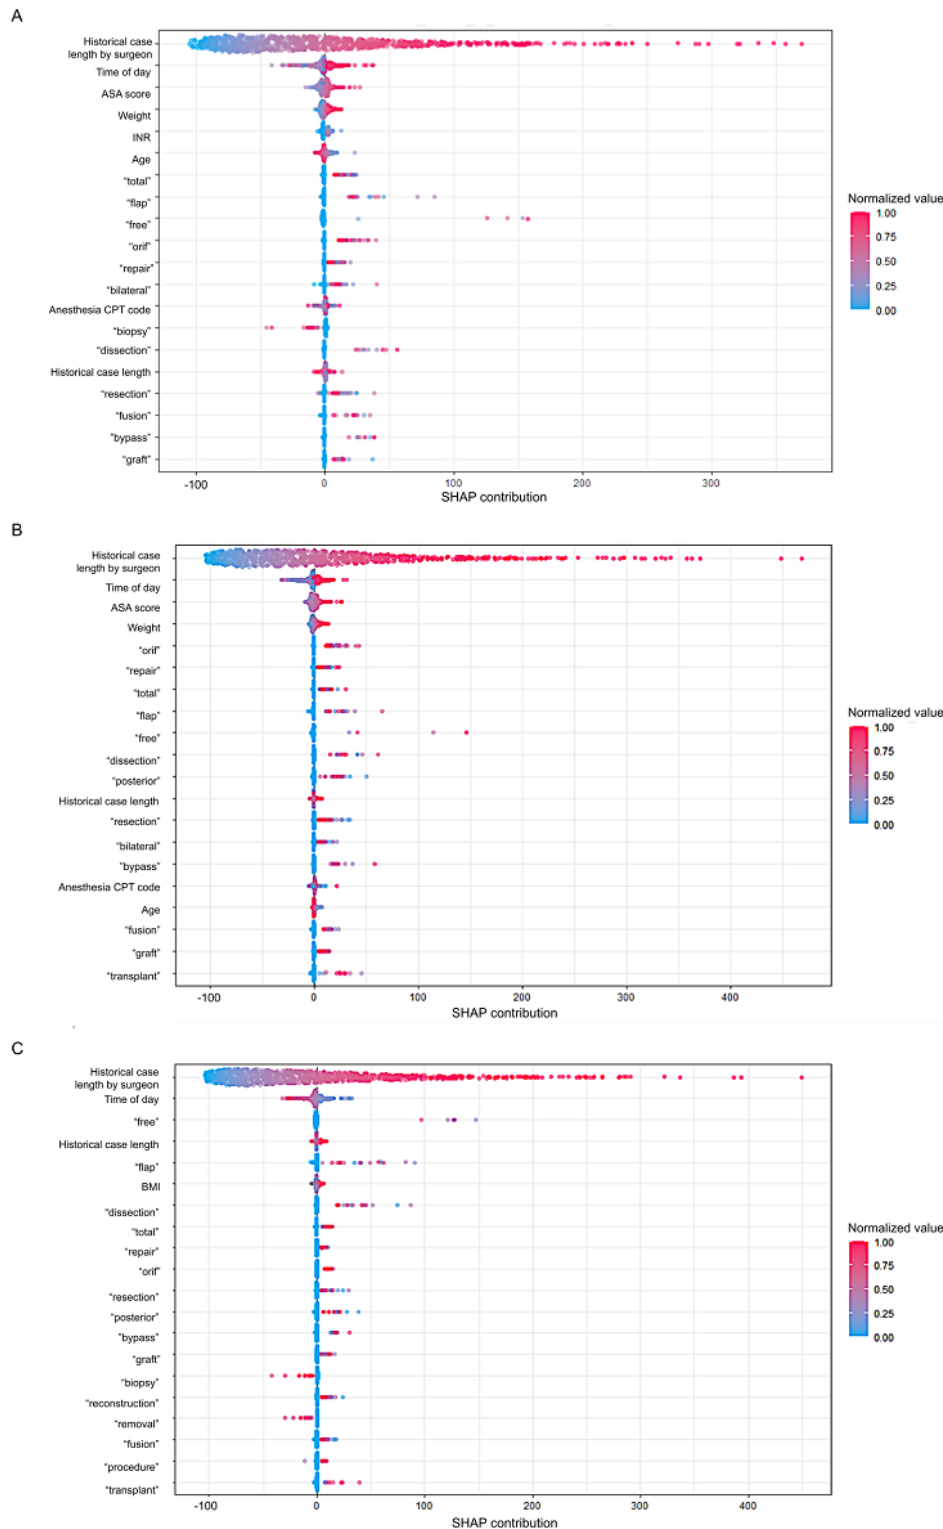 A
Historical case
length by surgeon
Time of day
ASA score
Weight
INR
Age
"total"
"flap"
"free"
"orif"
"repair"
"bilateral"
Anesthesia CPT code
"biopsy"
"dissection"
Historical case length
"resection"
"fusion"
"bypass"
"graft"
-100 0 100 200 300
SHAP contribution
Normalized value
1.00
0.75
0.50
0.25
0.00
B
Historical case
length by surgeon
Time of day
ASA score
Weight
"orif"
"repair"
"total"
"flap"
"free"
"dissection"
"posterior"
Historical case length
"resection"
"bilateral"
"bypass"
Anesthesia CPT code
Age
"fusion"
"graft"
"transplant"
-100 0 100 200 300 400
SHAP contribution
Normalized value
1.00
0.75
0.50
0.25
0.00
C
Historical case
length by surgeon
Time of day
"free"
Historical case length
"flap"
BMI
"dissection"
"total"
"repair"
"orif"
"resection"
"posterior"
"bypass"
"graft"
"biopsy"
"reconstruction"
"removal"
"fusion"
"procedure"
"transplant"
-100 0 100 200 300 400
SHAP contribution
Normalized value
1.00
0.75
0.50
0.25
0.00